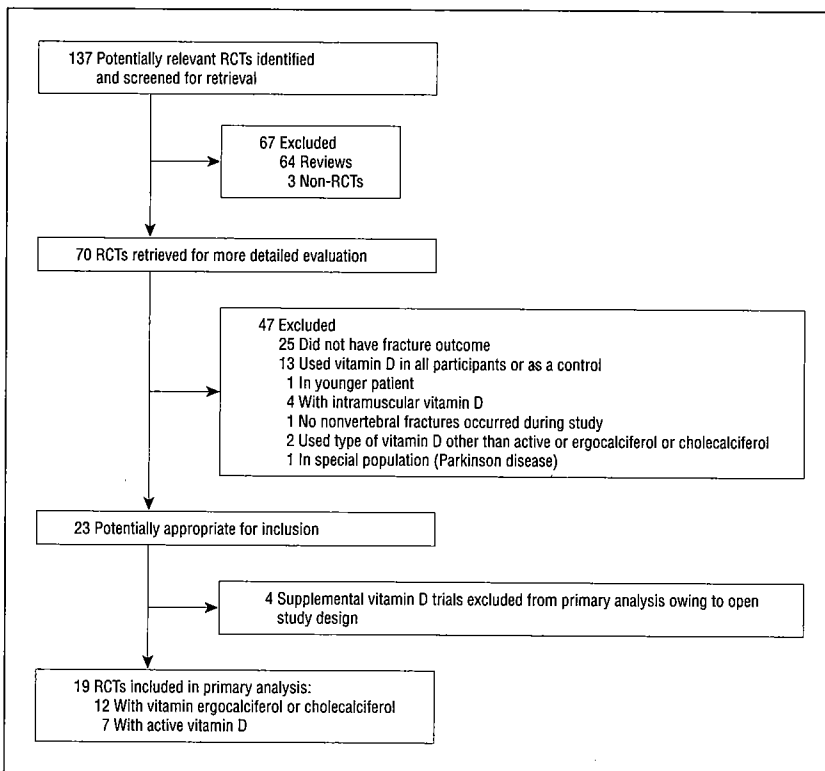 137 Potentially relevant RCTs identified
and screened for retrieval
67 Excluded
64 Reviews
3 Non-RCTs
70 RCTs retrieved for more detailed evaluation
47 Excluded
25 Did not have fracture outcome
13 Used vitamin D in all participants or as a control
1 In younger patient
4 With intramuscular vitamin D
1 No nonvertebral fractures occurred during study
2 Used type of vitamin D other than active or ergocalciferol or cholecalciferol
1 In special population (Parkinson disease)
23 Potentially appropriate for inclusion
4 Supplemental vitamin D trials excluded from primary analysis owing to open
study design
19 RCTs included in primary analysis:
12 With vitamin ergocalciferol or cholecalciferol
7 With active vitamin D